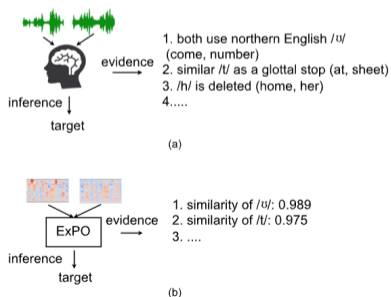 evidence
1. both use northern English /ʊ/
(come, number)
2. similar /t/ as a glottal stop (at, sheet)
3. /h/ is deleted (home, her)
4.....
inference
target
(a)
ExPO
evidence
1. similarity of /ʊ/: 0.989
2. similarity of /t/: 0.975
3. ....
inference
target
(b)